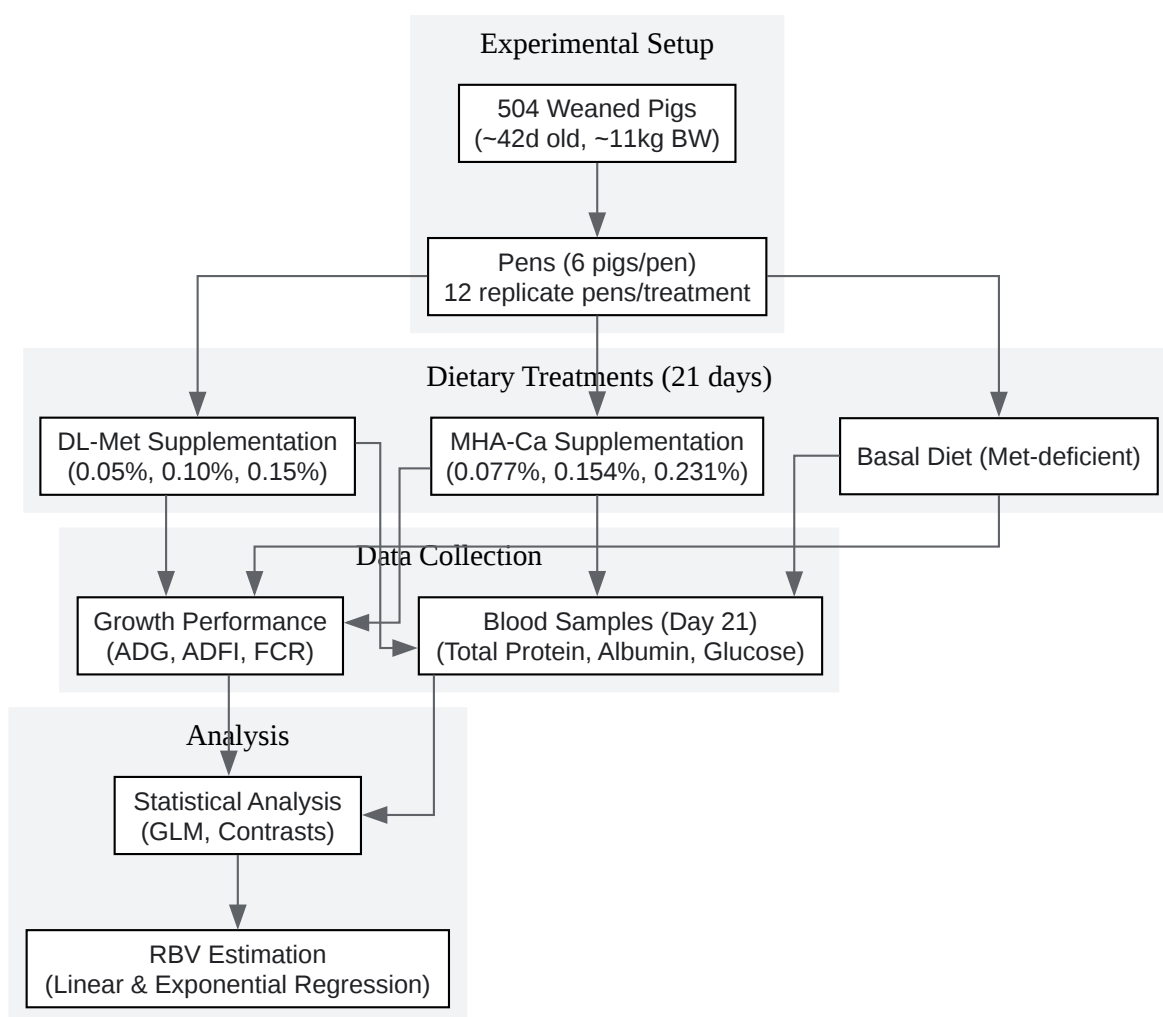 Experimental Setup
504 Weaned Pigs
(~42d old, ~11kg BW)
Pens (6 pigs/pen)
12 replicate pens/treatment
Dietary Treatments (21 days)
DL-Met Supplementation
(0.05%, 0.10%, 0.15%)
MHA-Ca Supplementation
(0.077%, 0.154%, 0.231%)
Basal Diet (Met-deficient)
Data Collection
Growth Performance
(ADG, ADFI, FCR)
Blood Samples (Day 21)
(Total Protein, Albumin, Glucose)
Analysis
Statistical Analysis
(GLM, Contrasts)
RBV Estimation
(Linear & Exponential Regression)